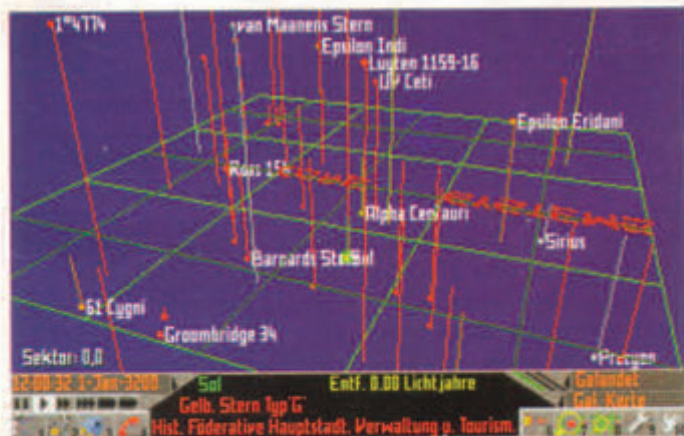 1°4774
van Maanens Stern
Epsilon Indi
Luyten 1159-16
UV Ceti
Epsilon Eridani
Ross 154
Alpha Centauri
Sirius
Barnards Sol
61 Cygni
Groombridge 34
Sektor: 0,0
Procyon
12:00:32 1-Jan-3200 Sol Entf. 0.00 Lichtjahre Gelandet
Gelb. Stern Typ'G' Gal. Karte
Hist. Föderative Hauptstadt. Verwaltung u. Tourism.